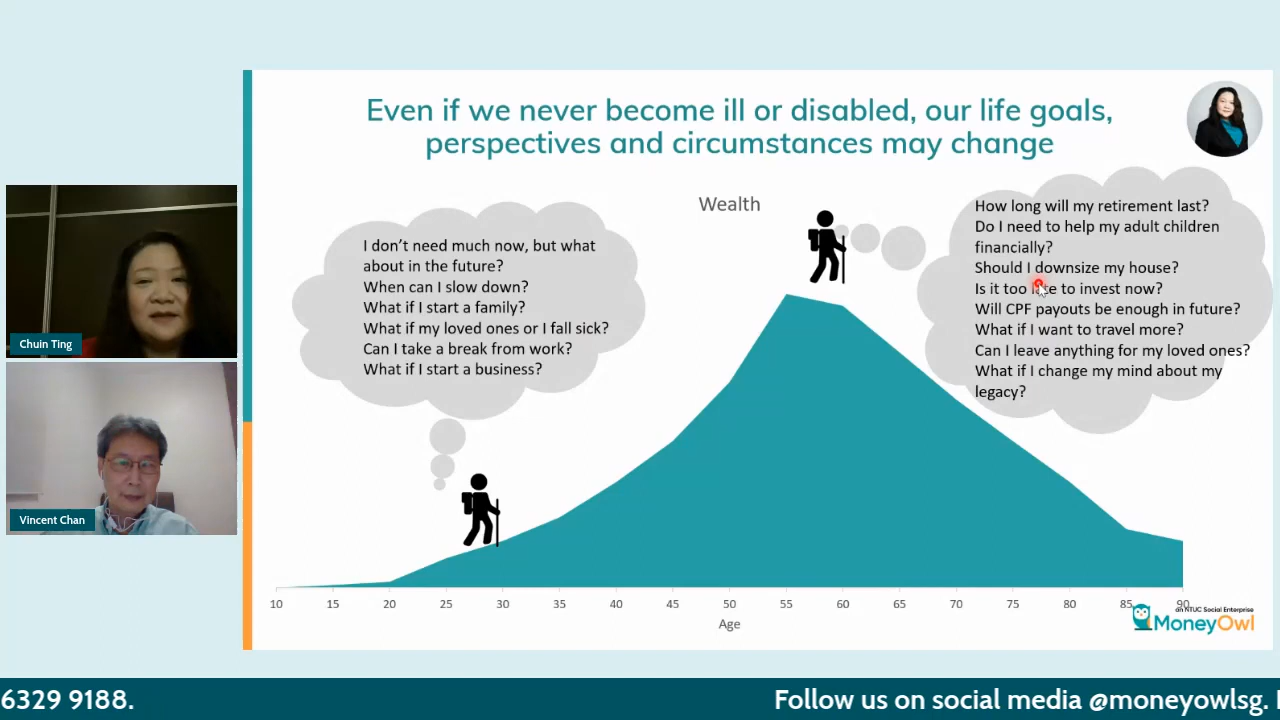 Even if we never become ill or disabled, our life goals,
perspectives and circumstances may change
Wealth
I don’t need much now, but what
about in the future?
When can I slow down?
What if I start a family?
What if my loved ones or I fall sick?
Can I take a break from work?
What if I start a business?
How long will my retirement last?
Do I need to help my adult children
financially?
Should I downsize my house?
Is it too late to invest now?
Will CPF payouts be enough in future?
What if I want to travel more?
Can I leave anything for my loved ones?
What if I change my mind about my
legacy?
Chuin Ting
Vincent Chan
10 15 20 25 30 35 40 45 50 55 60 65 70 75 80 85 90
Age
an NTUC Social Enterprise
MoneyOwl
6329 9188. Follow us on social media @moneyowlsg.